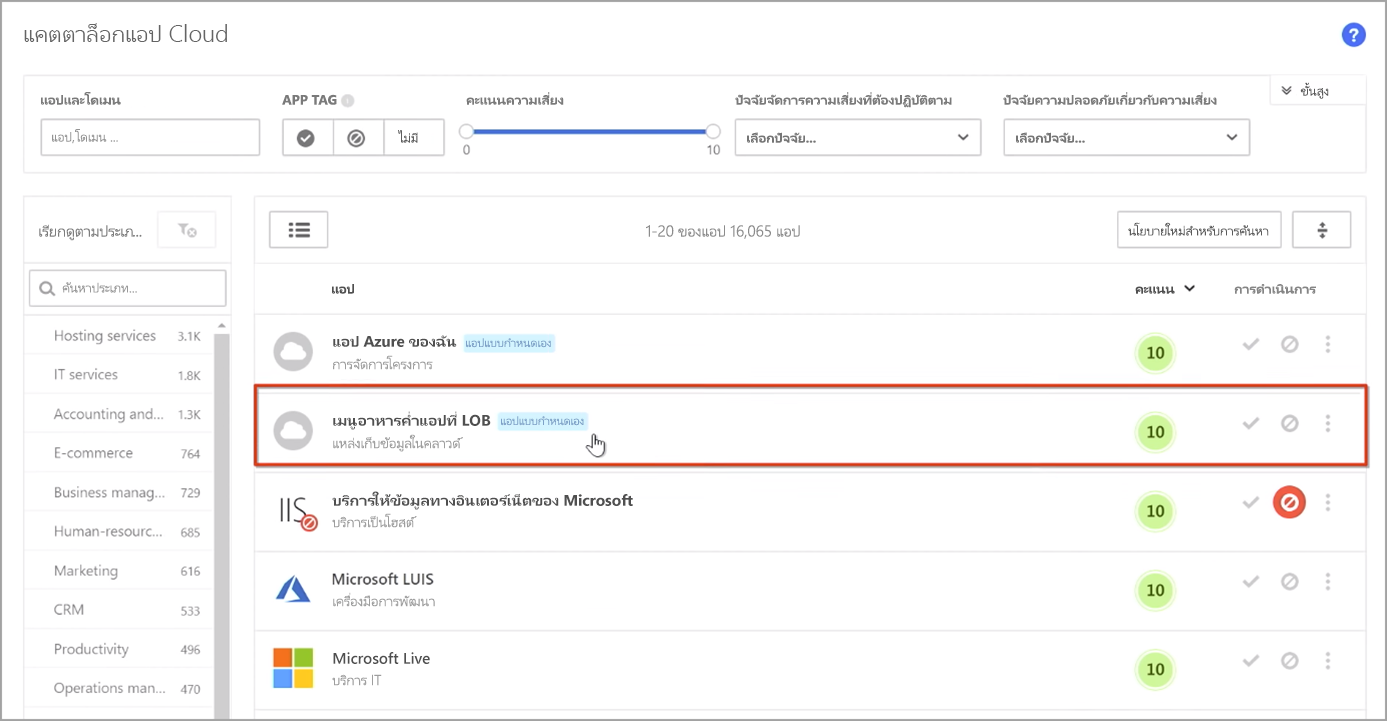 แคตตาล็อกแอป Cloud
?
แอปและโดเมน
APP TAG
คะแนนความเสี่ยง
ปัจจัยจัดการความเสี่ยงที่ต้องปฏิบัติตาม
ปัจจัยความปลอดภัยเกี่ยวกับความเสี่ยง
ขั้นสูง
แอป,โดเมน ...
ไม่มี
0
10
เลือกปัจจัย...
เลือกปัจจัย...
เรียกดูตามประเภ...
1-20 ของแอป 16,065 แอป
นโยบายใหม่สำหรับการค้นหา
ค้นหาประเภท...
แอป
คะแนน
การดำเนินการ
Hosting services 3.1K
IT services 1.8K
Accounting and... 1.3K
E-commerce 764
Business manag... 729
Human-resourc... 685
Marketing 616
CRM 533
Productivity 496
Operations man... 470
แอป Azure ของฉัน แอปแบบกำหนดเอง
การจัดการโครงการ
10
เมนูอาหารค่ำแอปที่ LOB แอปแบบกำหนดเอง
แหล่งเก็บข้อมูลในคลาวด์
10
IIS
บริการให้ข้อมูลทางอินเตอร์เน็ตของ Microsoft
บริการเป็นโฮสต์
10
Microsoft LUIS
เครื่องมือการพัฒนา
10
Microsoft Live
บริการ IT
10